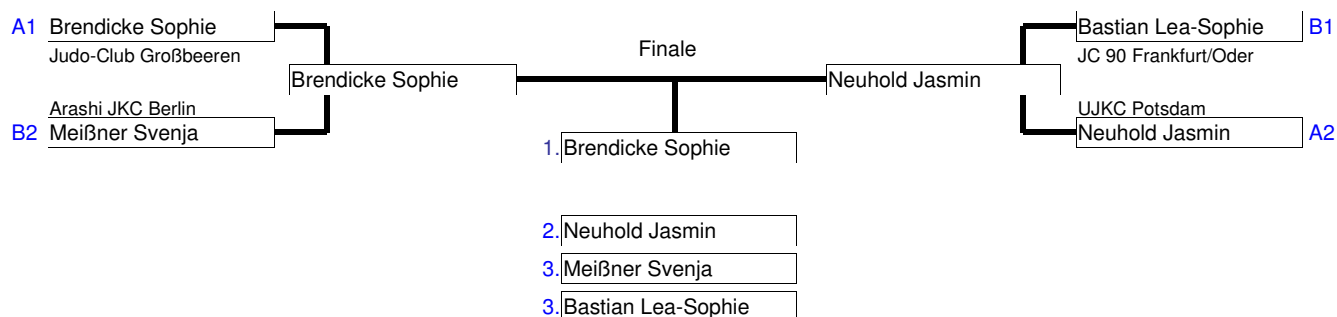 A1 Brendicke Sophie
Judo-Club Großbeeren
Bastian Lea-Sophie B1
JC 90 Frankfurt/Oder
Finale
Brendicke Sophie
Neuhold Jasmin
Arashi JKC Berlin
B2 Meißner Svenja
UJKC Potsdam
Neuhold Jasmin A2
1. Brendicke Sophie
2. Neuhold Jasmin
3. Meißner Svenja
3. Bastian Lea-Sophie